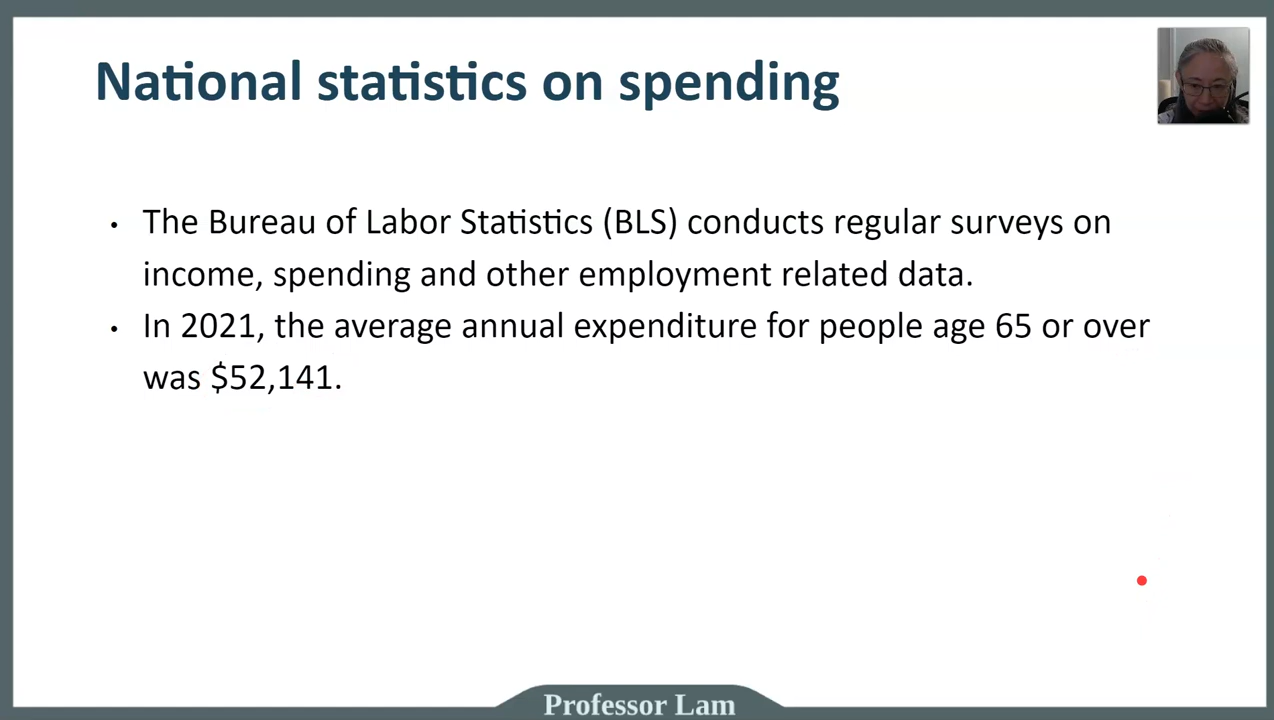 National statistics on spending
• The Bureau of Labor Statistics (BLS) conducts regular surveys on
income, spending and other employment related data.
• In 2021, the average annual expenditure for people age 65 or over
was $52,141.
Professor Lam